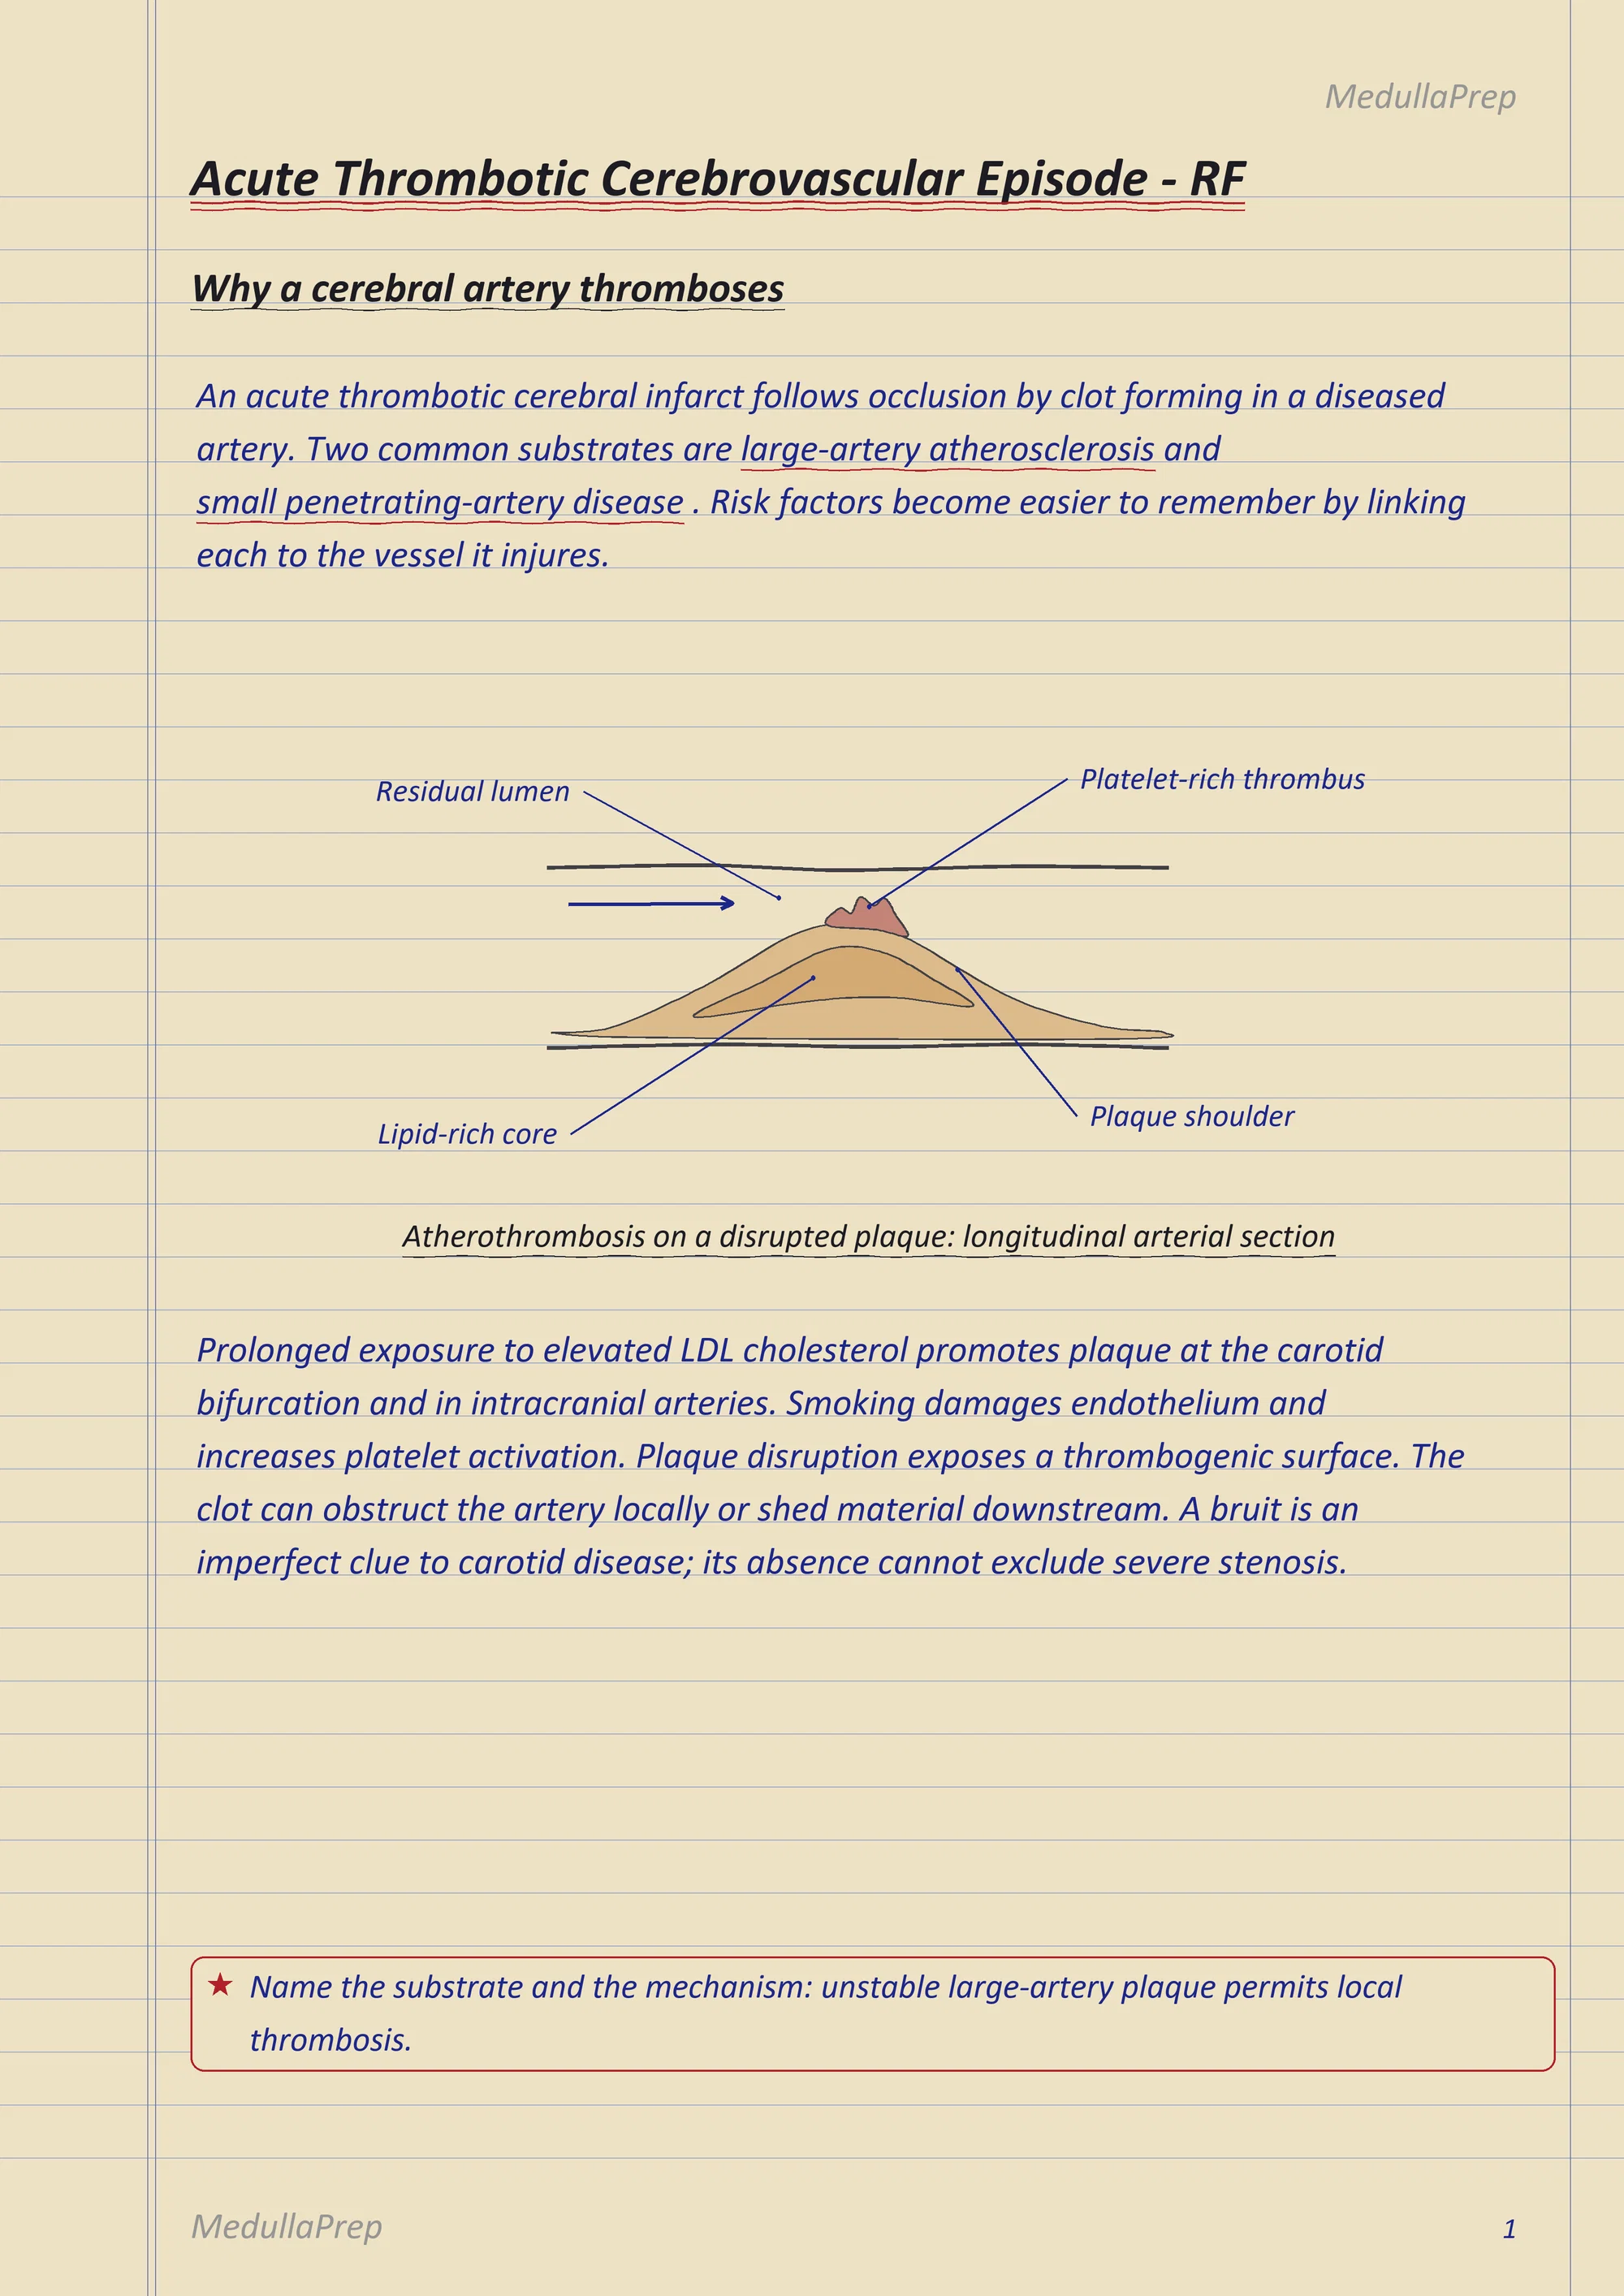 MedullaPrep
Acute Thrombotic Cerebrovascular Episode - RF
Why a cerebral artery thromboses
An acute thrombotic cerebral infarct follows occlusion by clot forming in a diseased
artery. Two common substrates are large-artery atherosclerosis and
small penetrating-artery disease . Risk factors become easier to remember by linking
each to the vessel it injures.
Residual lumen
Platelet-rich thrombus
Lipid-rich core
Plaque shoulder
Atherothrombosis on a disrupted plaque: longitudinal arterial section
Prolonged exposure to elevated LDL cholesterol promotes plaque at the carotid
bifurcation and in intracranial arteries. Smoking damages endothelium and
increases platelet activation. Plaque disruption exposes a thrombogenic surface. The
clot can obstruct the artery locally or shed material downstream. A bruit is an
imperfect clue to carotid disease; its absence cannot exclude severe stenosis.
★ Name the substrate and the mechanism: unstable large-artery plaque permits local
thrombosis.
MedullaPrep
1